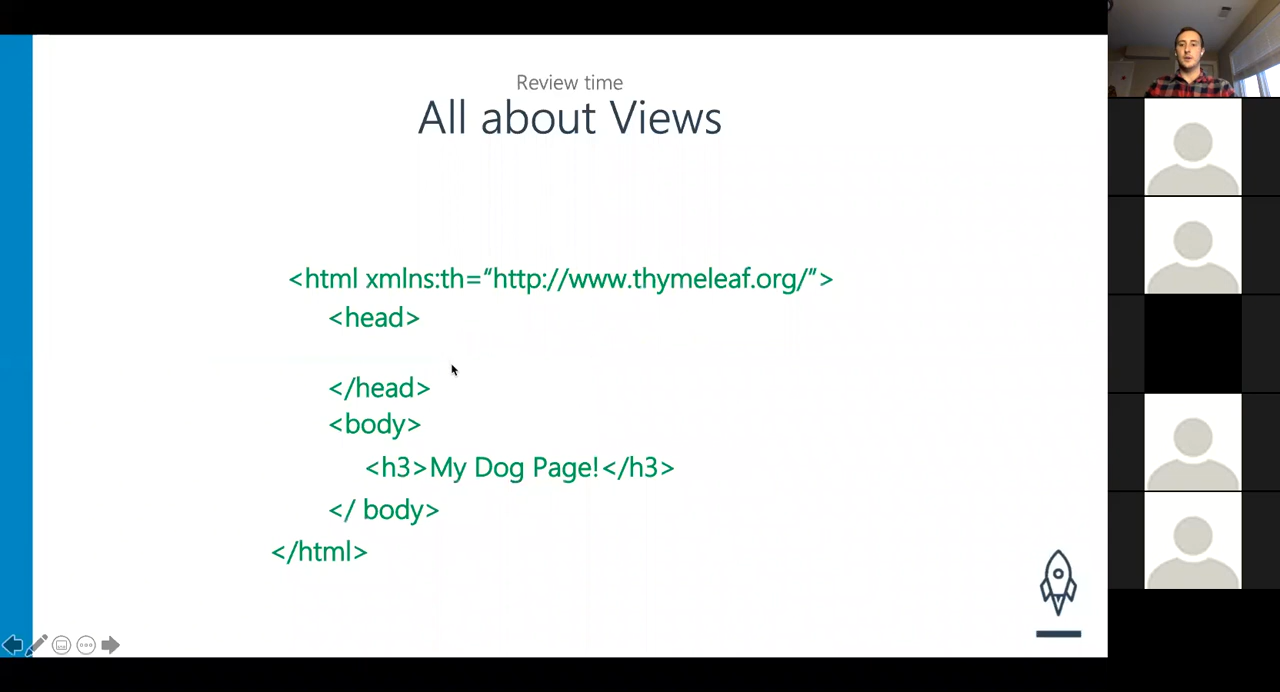 Review time
All about Views
<html xmlns:th=“http://www.thymeleaf.org/”>
<head>
</head>
<body>
<h3>My Dog Page!</h3>
</ body>
</html>